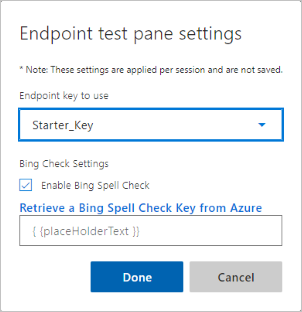 Endpoint test pane settings
* Note: These settings are applied per session and are not saved.
Endpoint key to use
Starter_Key
Bing Check Settings
Enable Bing Spell Check
Retrieve a Bing Spell Check Key from Azure
{ {placeHolderText }}
Done Cancel